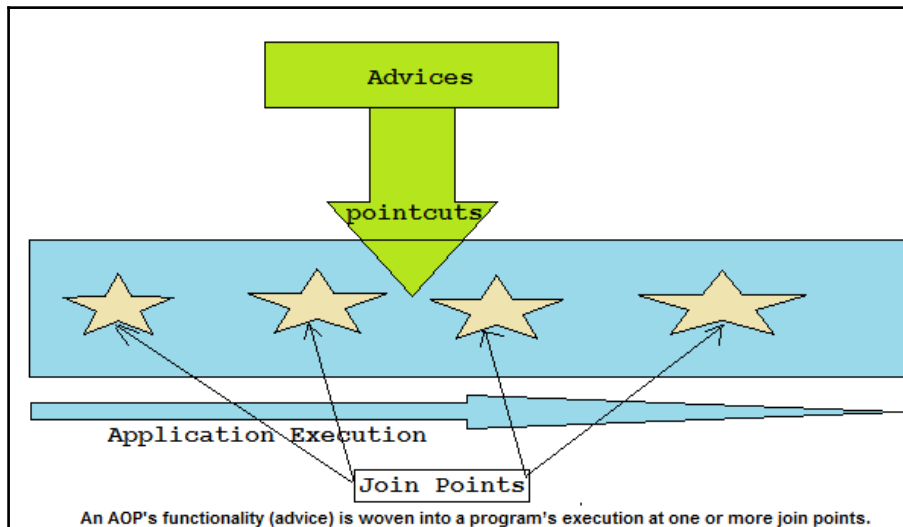 Advices
pointcuts
Application Execution
Join Points
An AOP's functionality (advice) is woven into a program's execution at one or more join points.